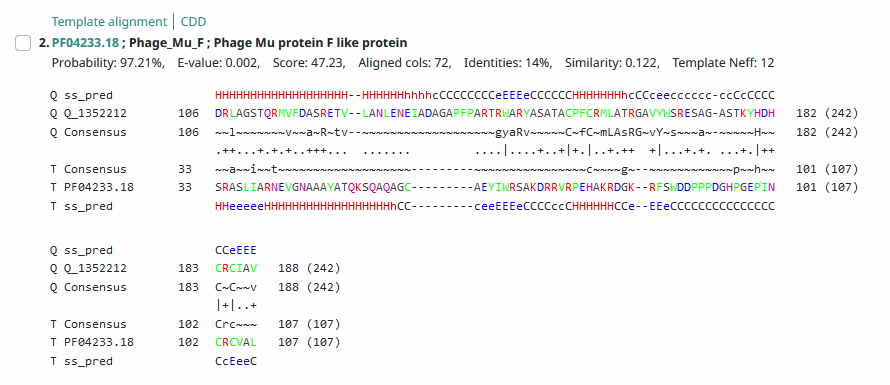 Template alignment | CDD
2. PF04233.18 ; Phage_Mu_F ; Phage Mu protein F like protein
Probability: 97.21%, E-value: 0.002, Score: 47.23, Aligned cols: 72, Identities: 14%, Similarity: 0.122, Template Neff: 12
Q ss_pred HHHHHHHHHHHHHHHHHHH--HHHHHHhhhhcCCCCCCCCeEEEeCCCCCCHHHHHHHhcCCceecccccc-ccCcCcCCCC
Q Q_1352212 106 DRLAGSTQRMVFDASRETV--LANLENEIADAGAPFPARTRWARYASATACPFCRMLATRGAVYWSRESAG-ASTKYHDH 182 (242)
Q Consensus 106 ~~l~~~~~~~~v~~a~R~tv--~~~~~~~~~~~~~~~~~~~gyaRv~~~~~C~fC~mLAsRG~vY~s~~~a~-~~~~~H~~ 182 (242)
.++...+.+.+..+++... ....... ....|....+..+|+.|..+.++ +|...+.+. ...+.|++
T Consensus 33 ~~a~~i~~t~~~~~~~~~~~~~~~~~---------~~~~~~~~~~~~~~c~~~~g~--~~~~~~~~~~~~~~~p~~h~ 101 (107)
T PF04233.18 33 SRASLIARNEVGNAAAYATQKSQAQAGC---------AEYIWRSAKDRRVRPEHAKRDGK--RFSWDDPPPDGHPGEPIN 101 (107)
T ss_pred HHeeeeeHHHHHHHHHHHHHHHHHHhCC---------ceeEEEeCCCCccCHHHHHHCCe--EEeCCCCCCCCCCCCCCC
Q ss_pred CCeEEE
Q Q_1352212 183 CRCIAV 188 (242)
Q Consensus 183 C~C~~v 188 (242)
|+|..+
T Consensus 102 Crc~~~ 107 (107)
T PF04233.18 102 CRCVAL 107 (107)
T ss_pred CcEeeC